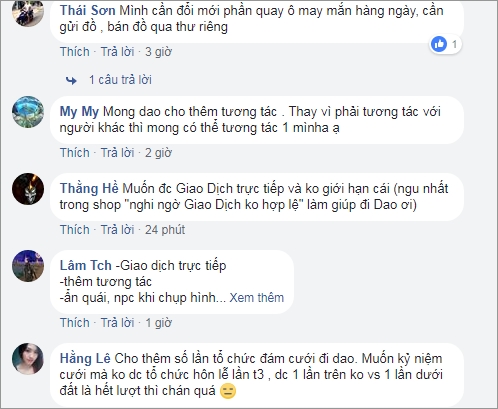 Thái Sơn Mình cần đổi mới phần quay ô may mắn hàng ngày, cần
gửi đồ , bán đồ qua thư riêng
Thích · Trả lời · 3 giờ
1
1 câu trả lời
My My Mong dao cho thêm tương tác . Thay vì phải tương tác với
người khác thì mong có thể tương tác 1 mìnha ạ
Thích · Trả lời · 2 giờ
Thằng Hề Muốn đc Giao Dịch trực tiếp và ko giới hạn cái (ngu nhất
trong shop "nghi ngờ Giao Dịch ko hợp lệ" làm giúp đi Dao ơi)
Thích · Trả lời · 24 phút
Lâm Tch -Giao dịch trực tiếp
-thêm tương tác
-ẩn quái, npc khi chụp hình... Xem thêm
Thích · Trả lời · 1 giờ
Hằng Lê Cho thêm số lần tổ chức đám cưới đi dao. Muốn kỷ niệm
cưới mà ko dc tổ chức hôn lễ lần t3 , dc 1 lần trên ko vs 1 lần dưới
đất là hết lượt thì chán quá 😑